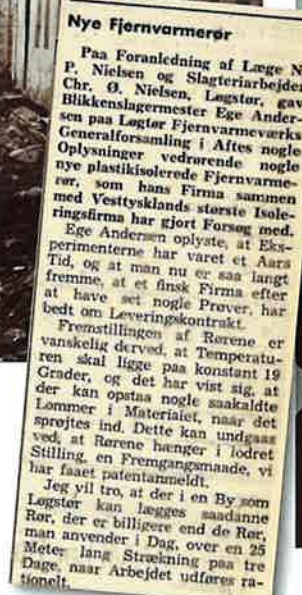 Nye Fjernvarmerør
Paa Foranledning af Læge N.
P. Nielsen og Slagteriarbejder
Chr. Ø. Nielsen, Løgstør, gav
Blikkenslagermester Ege Ander-
sen paa Løgtør Fjernvarmeværks
Generalforsamling i Aftes nogle
Oplysninger vedrørende nogle
nye plastikisolerede Fjernvarme-
rør, som hans Firma sammen
med Vesttysklands største Isole-
ringsfirma har gjort Forsøg med.
Ege Andersen oplyste, at Eks-
perimenterne har varet et Aars
Tid, og at man nu er saa langt
fremme, at et finsk Firma efter
at have set nogle Prøver, har
bedt om Leveringskontrakt.
Fremstillingen af Rørene er
vanskelig derved, at Temperatu-
ren skal ligge paa konstant 19
Grader, og det har vist sig, at
der kan opstaa nogle saakaldte
Lommer i Materialet, naar det
sprøjtes ind. Dette kan undgaas
ved, at Rørene hænger i lodret
Stilling, en Fremgangsmaade, vi
har faaet patentanmeldt.
Jeg vil tro, at der i en By som
Løgstør kan lægges saadanne
Rør, der er billigere end de Rør,
man anvender i Dag, over en 25
Meter lang Strækning paa tre
Dage, naar Arbejdet udføres ra-
tionelt.